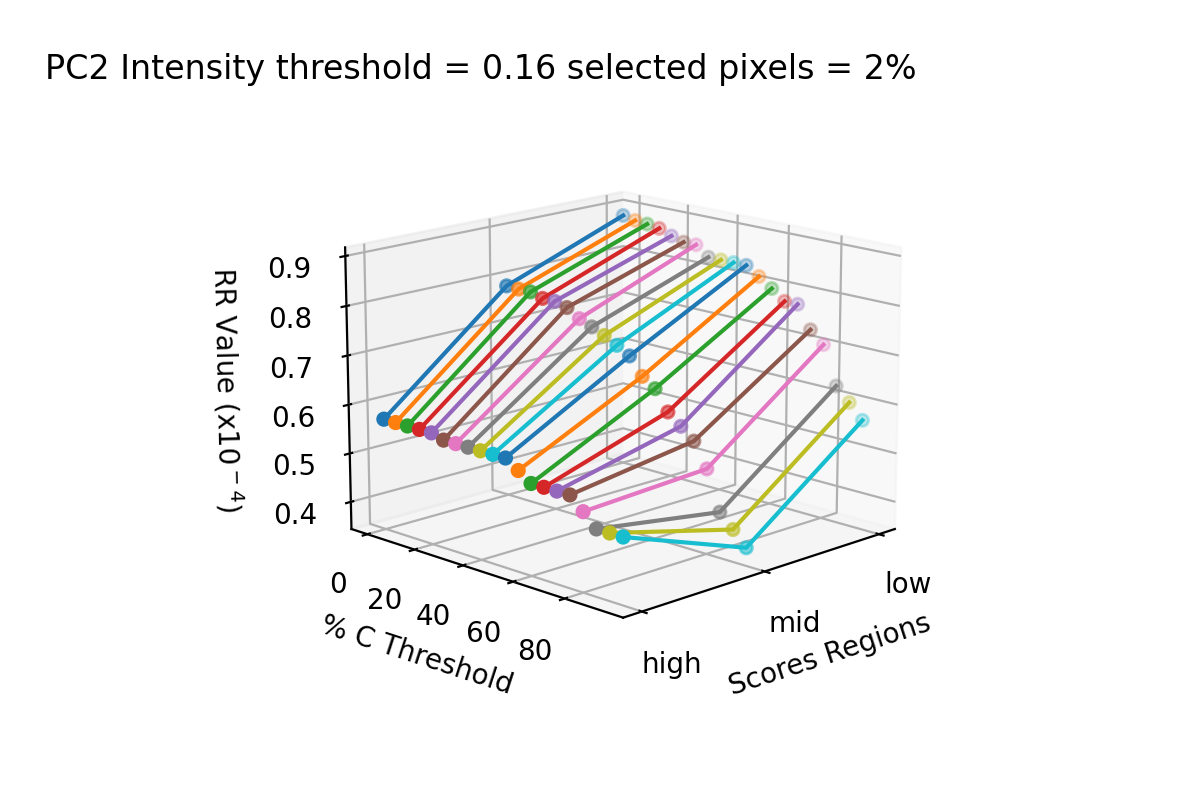 PC2 Intensity threshold = 0.16 selected pixels = 2%
RR Value (x10⁻⁴)
0.9
0.8
0.7
0.6
0.5
0.4
0
20
40
60
80
% C Threshold
high
mid
low
Scores Regions